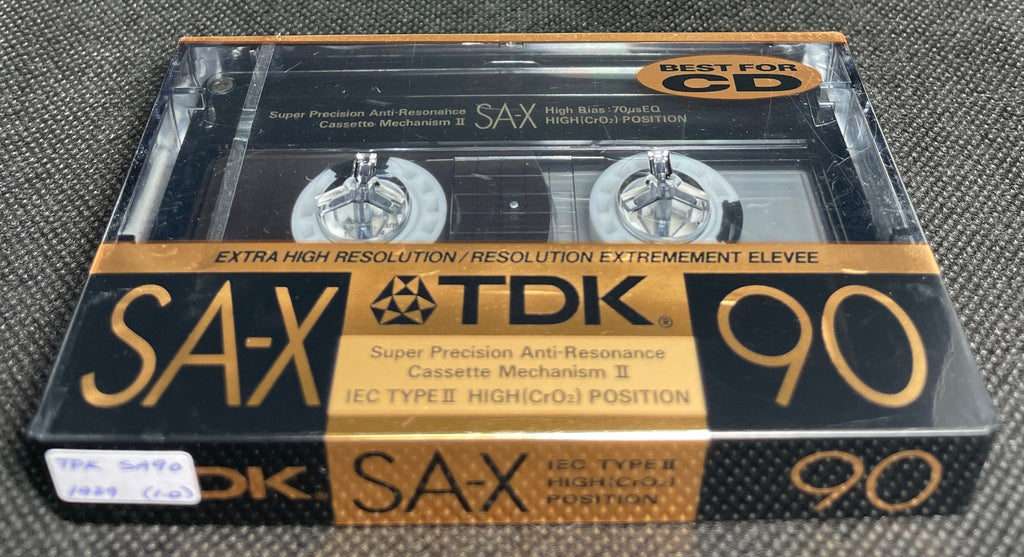 BEST FOR
CD
Super Precision Anti-Resonance
Cassette Mechanism II
SA-X
High Bias:70µsEQ
HIGH(CrO₂) POSITION
EXTRA HIGH RESOLUTION/RESOLUTION EXTREMEMENT ELEVEE
SA-X
TDK®
90
Super Precision Anti-Resonance
Cassette Mechanism II
IEC TYPE II HIGH(CrO₂) POSITION
TDK SA90
1989 (1.0)
DK®
SA-X
IEC TYPE II
HIGH(CrO₂)
POSITION
90